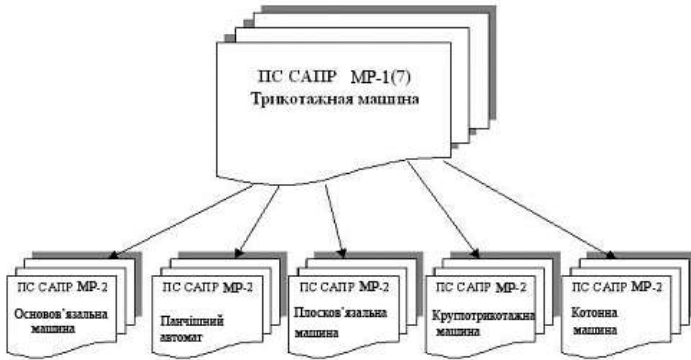 ПС САПР МР-1(7)
Трикотажная машина
ПС САПР МР-2
Основов'язальна
машина
ПС САПР МР-2
Панчішний
автомат
ПС САПР МР-2
Плосков'язальна
машина
ПС САПР МР-2
Круглотрикотажна
машина
ПС САПР МР-2
Котонна
машина